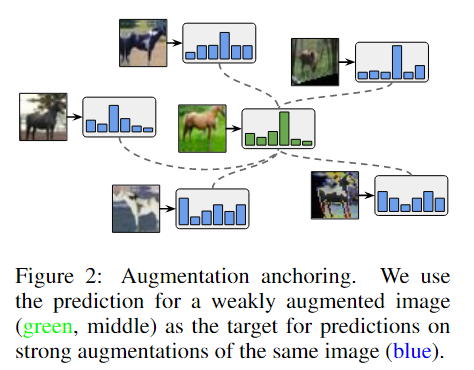 Figure 2: Augmentation anchoring. We use
the prediction for a weakly augmented image
(green, middle) as the target for predictions on
strong augmentations of the same image (blue).